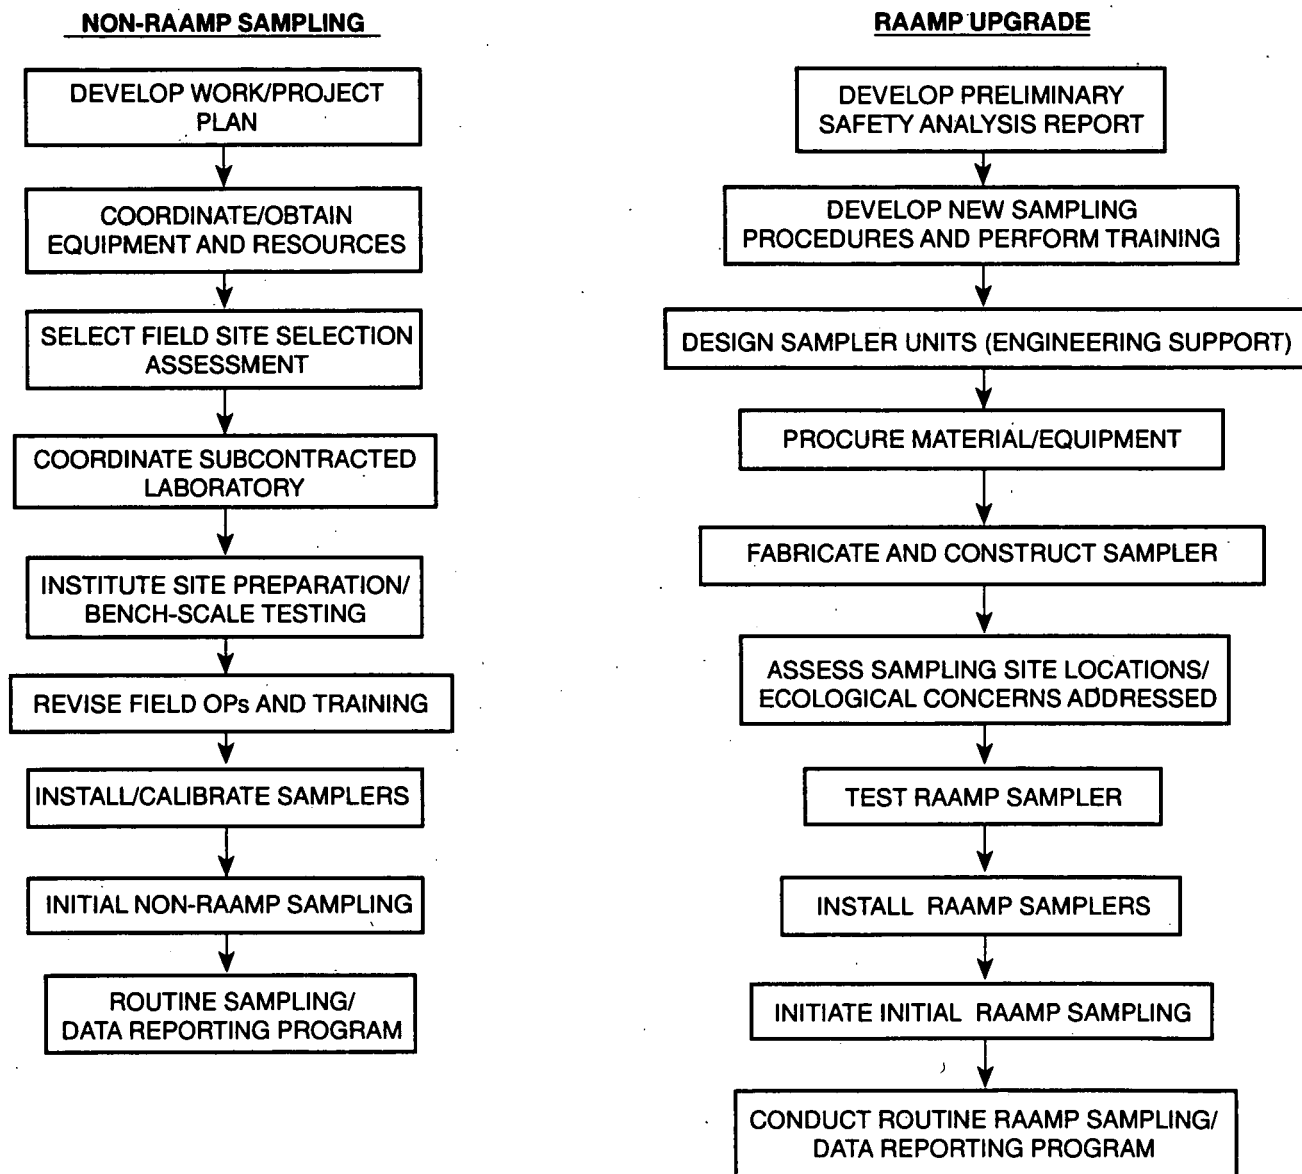 NON-RAAMP SAMPLING
DEVELOP WORK/PROJECT
PLAN
COORDINATE/OBTAIN
EQUIPMENT AND RESOURCES
SELECT FIELD SITE SELECTION
ASSESSMENT
COORDINATE SUBCONTRACTED
LABORATORY
INSTITUTE SITE PREPARATION/
BENCH-SCALE TESTING
REVISE FIELD OPs AND TRAINING
INSTALL/CALIBRATE SAMPLERS
INITIAL NON-RAAMP SAMPLING
ROUTINE SAMPLING/
DATA REPORTING PROGRAM
RAAMP UPGRADE
DEVELOP PRELIMINARY
SAFETY ANALYSIS REPORT
DEVELOP NEW SAMPLING
PROCEDURES AND PERFORM TRAINING
DESIGN SAMPLER UNITS (ENGINEERING SUPPORT)
PROCURE MATERIAL/EQUIPMENT
FABRICATE AND CONSTRUCT SAMPLER
ASSESS SAMPLING SITE LOCATIONS/
ECOLOGICAL CONCERNS ADDRESSED
TEST RAAMP SAMPLER
INSTALL RAAMP SAMPLERS
INITIATE INITIAL RAAMP SAMPLING
CONDUCT ROUTINE RAAMP SAMPLING/
DATA REPORTING PROGRAM